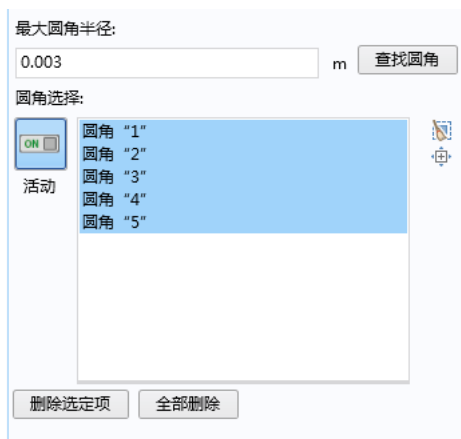 最大圆角半径:
0.003 m 查找圆角
圆角选择:
ON
活动
圆角 "1"
圆角 "2"
圆角 "3"
圆角 "4"
圆角 "5"
删除选定项 全部删除